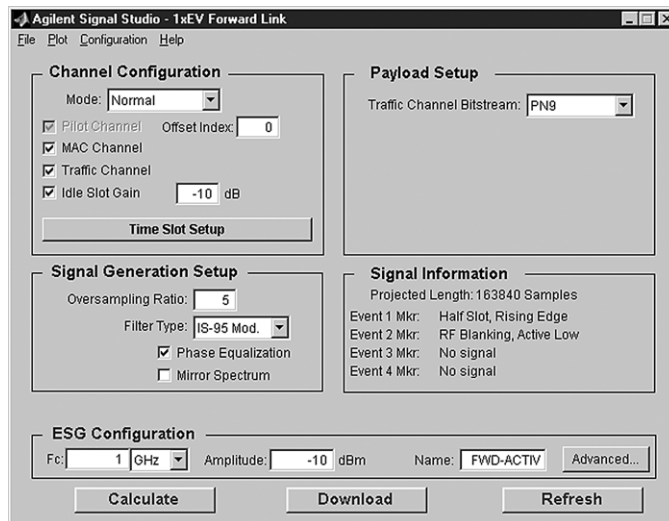 Agilent Signal Studio - 1xEV Forward Link
File Plot Configuration Help
Channel Configuration
Mode: Normal
Pilot Channel Offset Index: 0
MAC Channel
Traffic Channel
Idle Slot Gain -10 dB
Time Slot Setup
Payload Setup
Traffic Channel Bitstream: PN9
Signal Generation Setup
Oversampling Ratio: 5
Filter Type: IS-95 Mod.
Phase Equalization
Mirror Spectrum
Signal Information
Projected Length: 163840 Samples
Event 1 Mkr: Half Slot, Rising Edge
Event 2 Mkr: RF Blanking, Active Low
Event 3 Mkr: No signal
Event 4 Mkr: No signal
ESG Configuration
Fc: 1 GHz Amplitude: -10 dBm Name: FWD-ACTIV Advanced...
Calculate Download Refresh